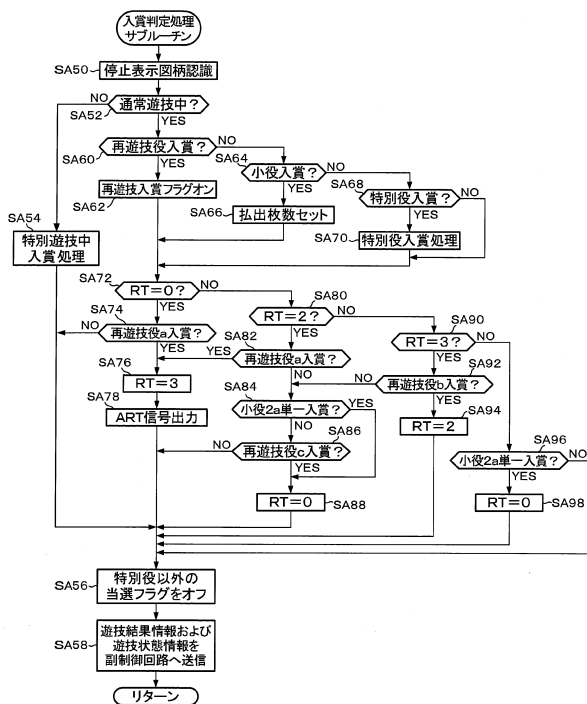 入賞判定処理
サブルーチン
SA50
停止表示図柄認識
NO
通常遊技中？
SA52
YES
SA60
再遊技役入賞？
NO
YES
SA64
小役入賞？
NO
YES
SA68
特別役入賞？
NO
YES
再遊技入賞フラグオン
SA62
SA66
払出枚数セット
SA70
特別役入賞処理
SA54
特別遊技中
入賞処理
SA72
RT=0？
NO
YES
SA74
NO
再遊技役a入賞？
YES
SA76
RT=3
SA78
ART信号出力
SA80
RT=2？
NO
YES
SA82
YES
再遊技役a入賞？
NO
SA84
小役2a単一入賞？
YES
NO
SA86
NO
再遊技役c入賞？
YES
RT=0
SA88
SA90
RT=3？
NO
YES
SA92
NO
再遊技役b入賞？
YES
SA94
RT=2
SA96
小役2a単一入賞？
NO
YES
RT=0
SA98
SA56
特別役以外の
当選フラグをオフ
SA58
遊技結果情報および
遊技状態情報を
副制御回路へ送信
リターン